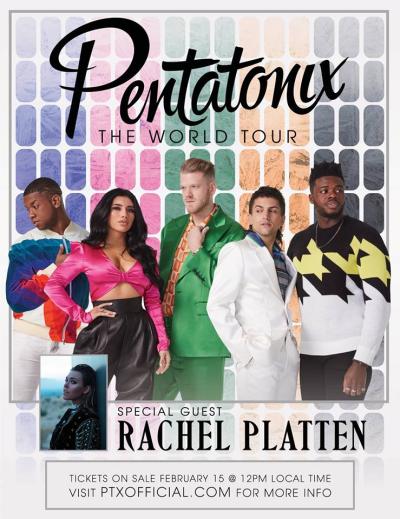 Pentatonix
THE WORLD TOUR
SPECIAL GUEST
RACHEL PLATTEN
TICKETS ON SALE FEBRUARY 15 @ 12PM LOCAL TIME
VISIT PTXOFFICIAL.COM FOR MORE INFO